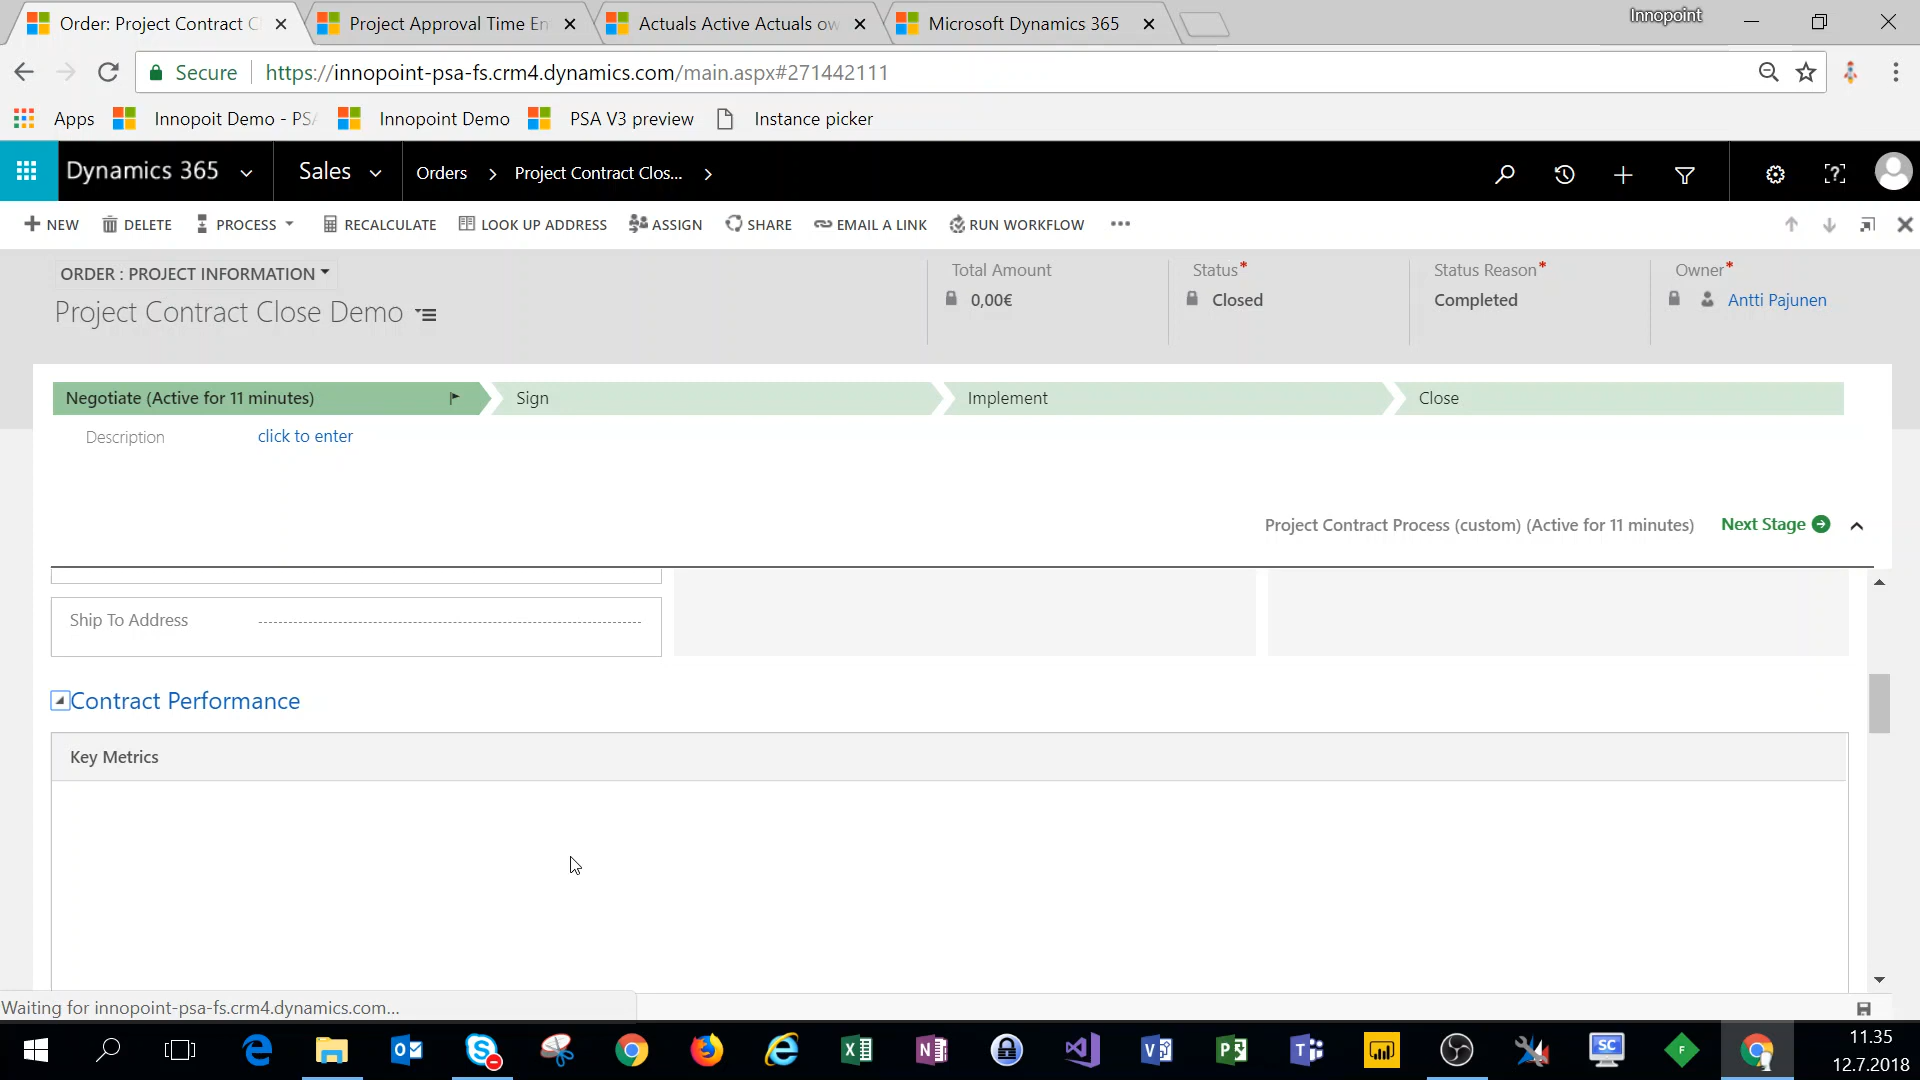 Order: Project Contract C
Project Approval Time En
Actuals Active Actuals ow
Microsoft Dynamics 365
Innopoint
Secure
https://innopoint-psa-fs.crm4.dynamics.com/main.aspx#271442111
Apps
Innopoit Demo - PSA
Innopoint Demo
PSA V3 preview
Instance picker
Dynamics 365
Sales
Orders
Project Contract Clos...
NEW
DELETE
PROCESS
RECALCULATE
LOOK UP ADDRESS
ASSIGN
SHARE
EMAIL A LINK
RUN WORKFLOW
ORDER : PROJECT INFORMATION
Project Contract Close Demo
Total Amount
0,00€
Status*
Closed
Status Reason*
Completed
Owner*
Antti Pajunen
Negotiate (Active for 11 minutes)
Sign
Implement
Close
Description
click to enter
Project Contract Process (custom) (Active for 11 minutes)
Next Stage
Ship To Address
Contract Performance
Key Metrics
Waiting for innopoint-psa-fs.crm4.dynamics.com...
11.35
12.7.2018